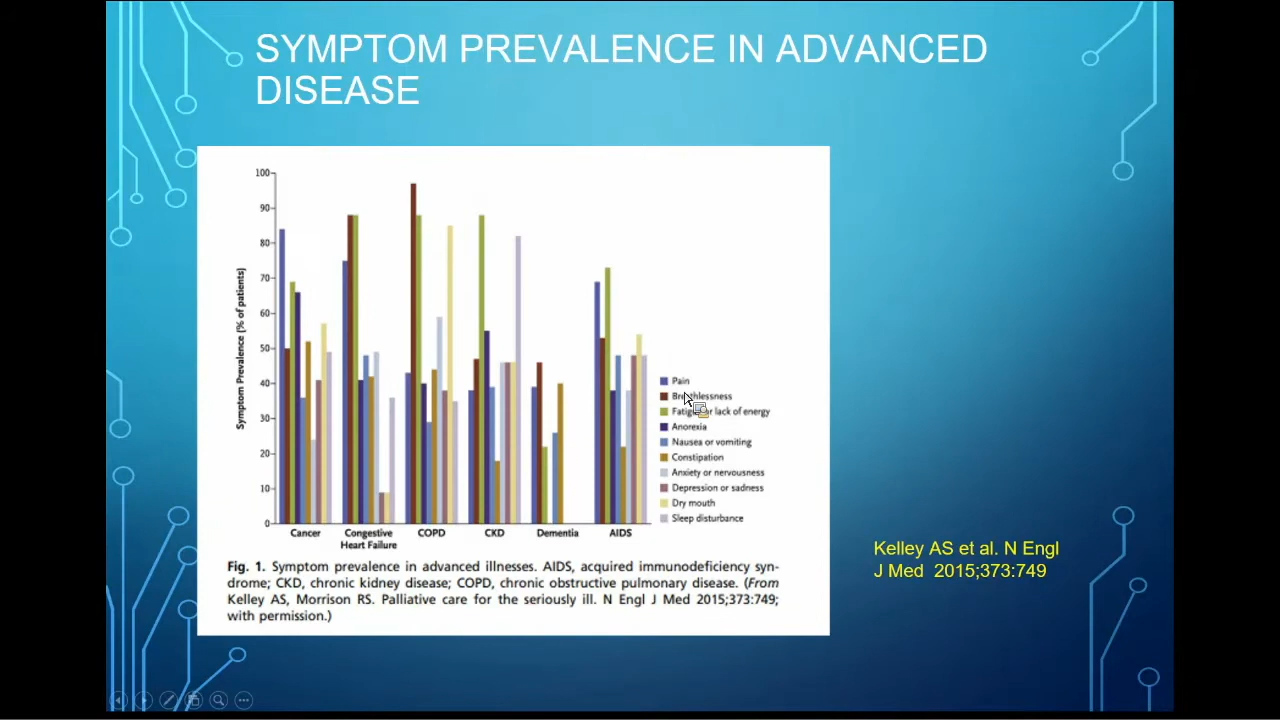 SYMPTOM PREVALENCE IN ADVANCED
DISEASE
100
90
80
70
60
50
40
30
20
10
0
Symptom Prevalence (% of patients)
Cancer
Congestive
Heart Failure
COPD
CKD
Dementia
AIDS
Pain
Breathlessness
Fatigue or lack of energy
Anorexia
Nausea or vomiting
Constipation
Anxiety or nervousness
Depression or sadness
Dry mouth
Sleep disturbance
Fig. 1. Symptom prevalence in advanced illnesses. AIDS, acquired immunodeficiency syn-
drome; CKD, chronic kidney disease; COPD, chronic obstructive pulmonary disease. (From
Kelley AS, Morrison RS. Palliative care for the seriously ill. N Engl J Med 2015;373:749;
with permission.)
Kelley AS et al. N Engl
J Med 2015;373:749